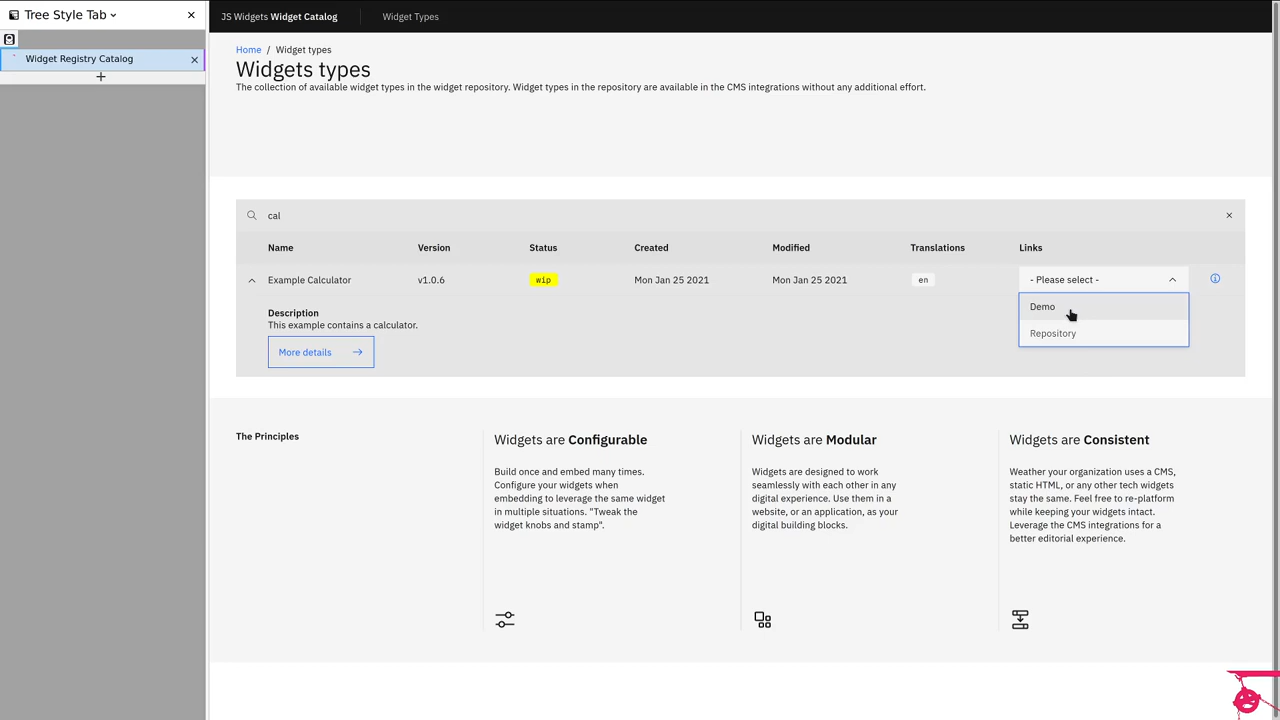 Tree Style Tab
Widget Registry Catalog
JS Widgets Widget Catalog
Widget Types
Home / Widget types
Widgets types
The collection of available widget types in the widget repository. Widget types in the repository are available in the CMS integrations without any additional effort.
cal
Name Version Status Created Modified Translations Links
Example Calculator v1.0.6 wip Mon Jan 25 2021 Mon Jan 25 2021 en - Please select -
Demo
Repository
Description
This example contains a calculator.
More details
The Principles
Widgets are Configurable
Build once and embed many times.
Configure your widgets when
embedding to leverage the same widget
in multiple situations. "Tweak the
widget knobs and stamp".
Widgets are Modular
Widgets are designed to work
seamlessly with each other in any
digital experience. Use them in a
website, or an application, as your
digital building blocks.
Widgets are Consistent
Weather your organization uses a CMS,
static HTML, or any other tech widgets
stay the same. Feel free to re-platform
while keeping your widgets intact.
Leverage the CMS integrations for a
better editorial experience.